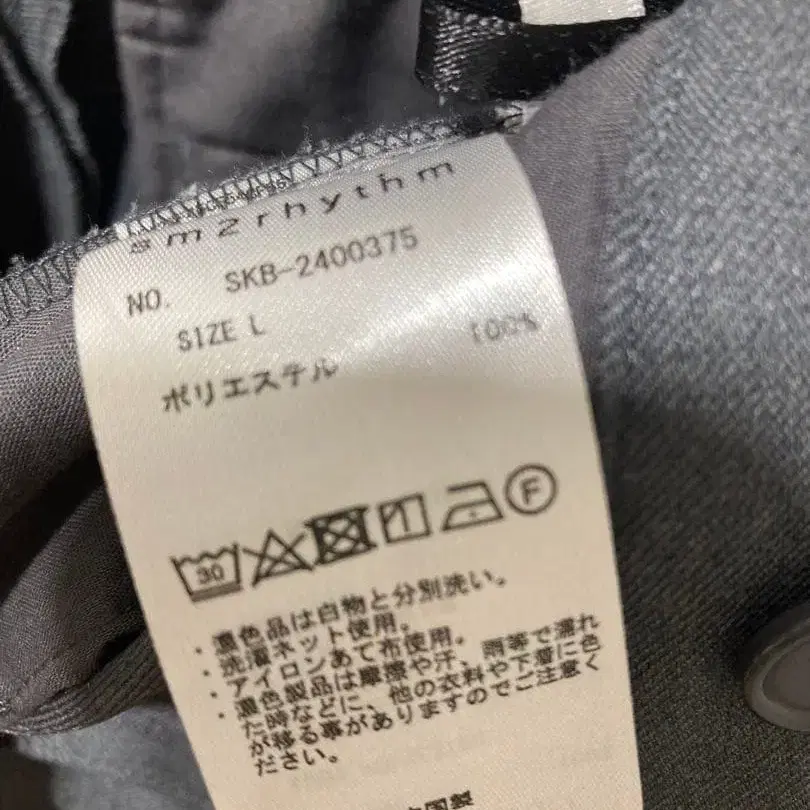 sm2rhythm
NO. SKB-2400375
SIZE L
ポリエステル 100%
30 F
・濃色品は白物と分別洗い。
・洗濯ネット使用。
・アイロンあて布使用。
・濃色製品は摩擦や汗、雨等で濡れ
た時などに、他の衣料や下着に色
が移る事がありますのでご注意く
ださい。
中国製